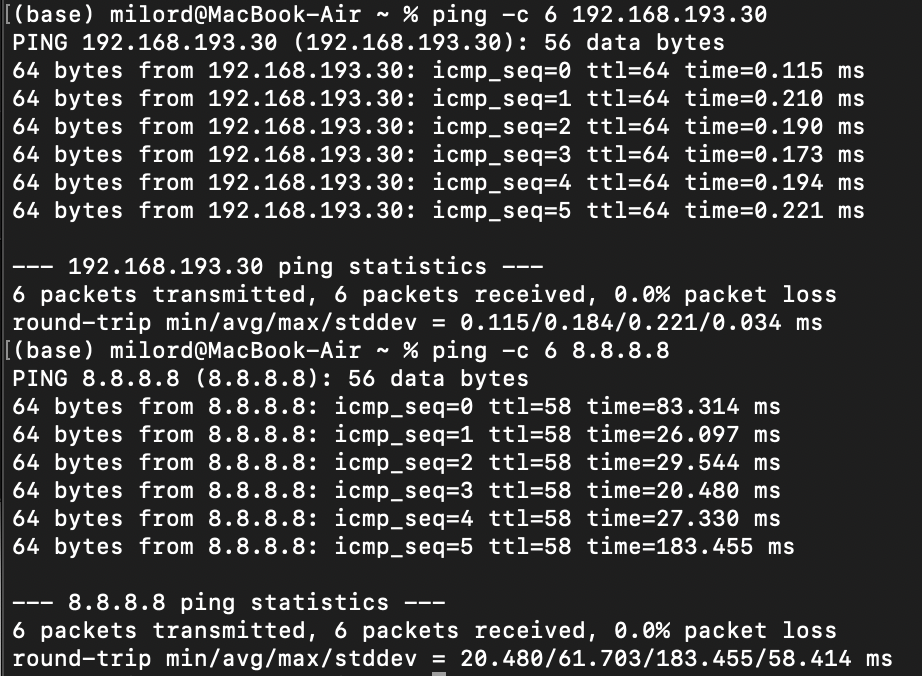 [(base) milord@MacBook-Air ~ % ping -c 6 192.168.193.30
PING 192.168.193.30 (192.168.193.30): 56 data bytes
64 bytes from 192.168.193.30: icmp_seq=0 ttl=64 time=0.115 ms
64 bytes from 192.168.193.30: icmp_seq=1 ttl=64 time=0.210 ms
64 bytes from 192.168.193.30: icmp_seq=2 ttl=64 time=0.190 ms
64 bytes from 192.168.193.30: icmp_seq=3 ttl=64 time=0.173 ms
64 bytes from 192.168.193.30: icmp_seq=4 ttl=64 time=0.194 ms
64 bytes from 192.168.193.30: icmp_seq=5 ttl=64 time=0.221 ms
--- 192.168.193.30 ping statistics ---
6 packets transmitted, 6 packets received, 0.0% packet loss
round-trip min/avg/max/stddev = 0.115/0.184/0.221/0.034 ms
[(base) milord@MacBook-Air ~ % ping -c 6 8.8.8.8
PING 8.8.8.8 (8.8.8.8): 56 data bytes
64 bytes from 8.8.8.8: icmp_seq=0 ttl=58 time=83.314 ms
64 bytes from 8.8.8.8: icmp_seq=1 ttl=58 time=26.097 ms
64 bytes from 8.8.8.8: icmp_seq=2 ttl=58 time=29.544 ms
64 bytes from 8.8.8.8: icmp_seq=3 ttl=58 time=20.480 ms
64 bytes from 8.8.8.8: icmp_seq=4 ttl=58 time=27.330 ms
64 bytes from 8.8.8.8: icmp_seq=5 ttl=58 time=183.455 ms
--- 8.8.8.8 ping statistics ---
6 packets transmitted, 6 packets received, 0.0% packet loss
round-trip min/avg/max/stddev = 20.480/61.703/183.455/58.414 ms